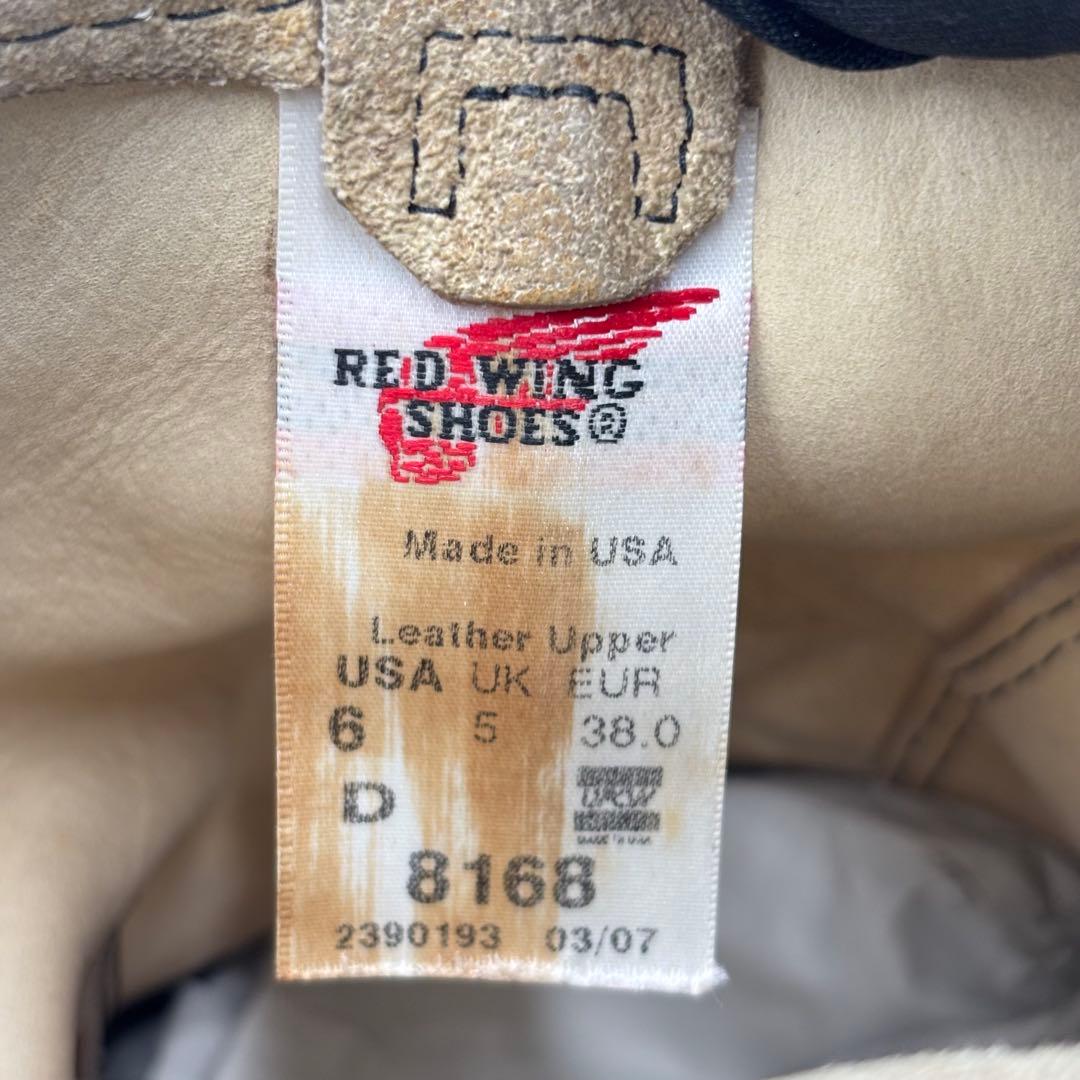 RED WING
SHOES®
Made in USA
Leather Upper
USA UK EUR
6 5 38.0
D
8168
2390193 03/07